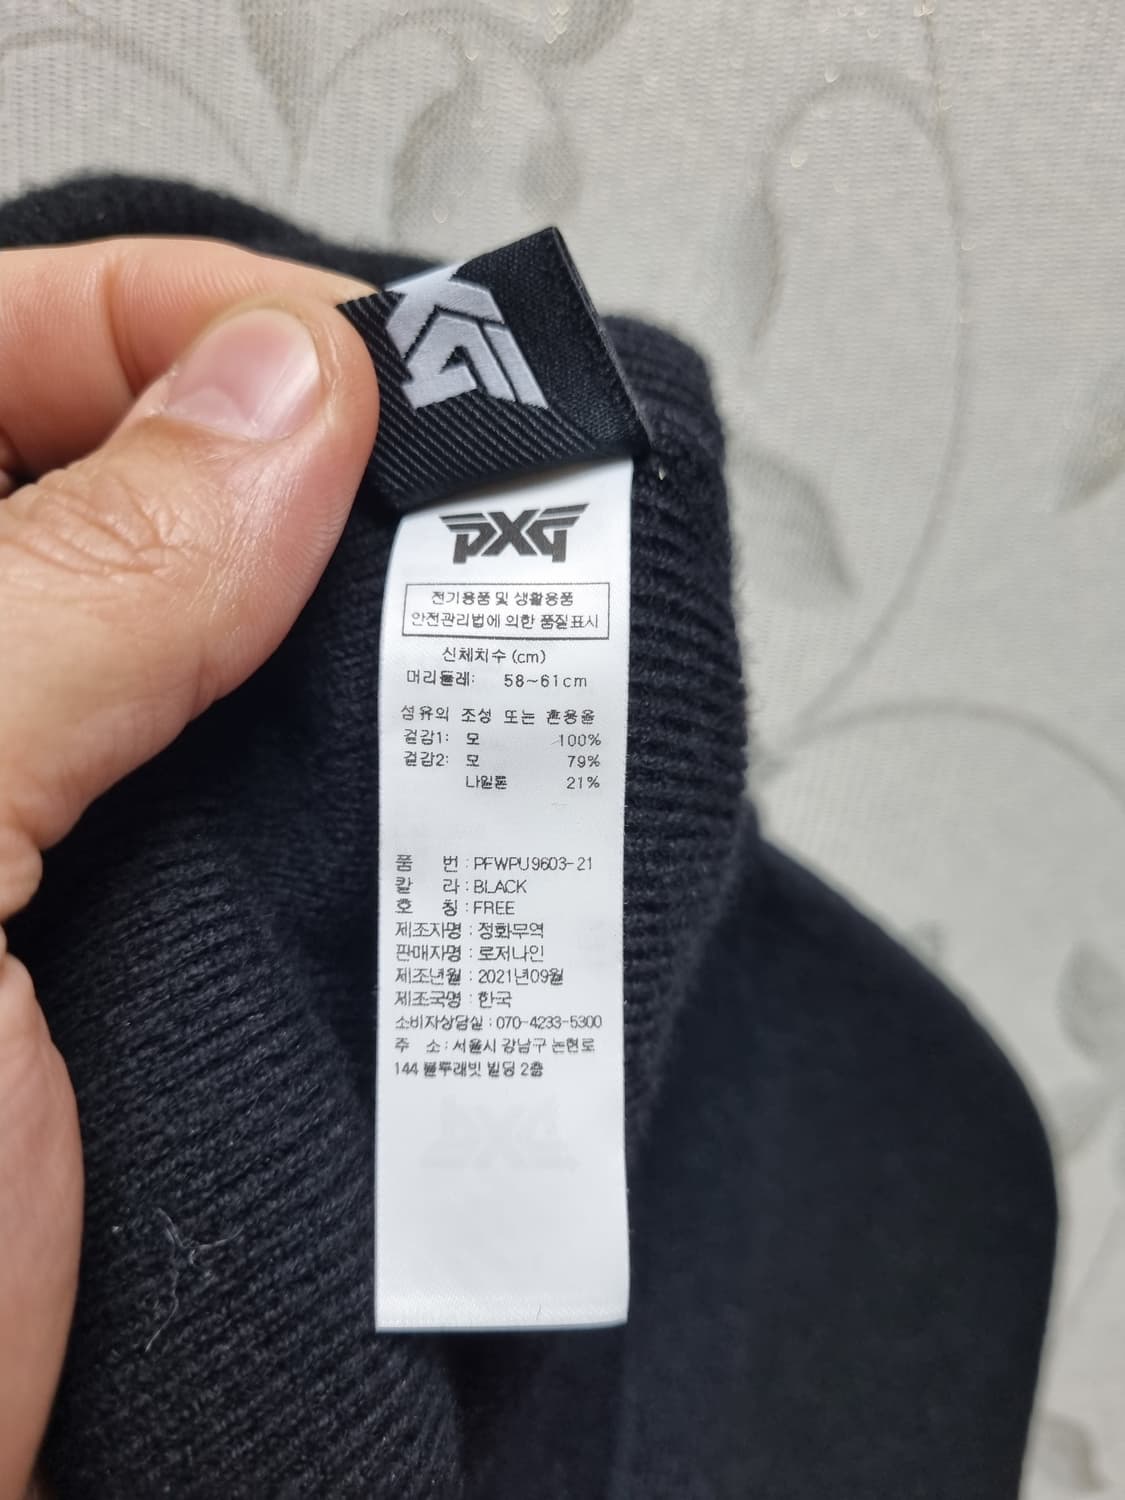 PXG
PXG
전기용품 및 생활용품
안전관리법에 의한 품질표시
신체치수 (cm)
머리둘레: 58~61cm
섬유의 조성 또는 혼용율
겉감1: 모 100%
겉감2: 모 79%
나일론 21%
품 번 : PFWPU9603-21
칼 라 : BLACK
호 칭 : FREE
제조자명 : 정화무역
판매자명 : 로저나인
제조년월 : 2021년09월
제조국명 : 한국
소비자상담실 : 070-4233-5300
주 소 : 서울시 강남구 논현로
144 블루래빗 빌딩 2층